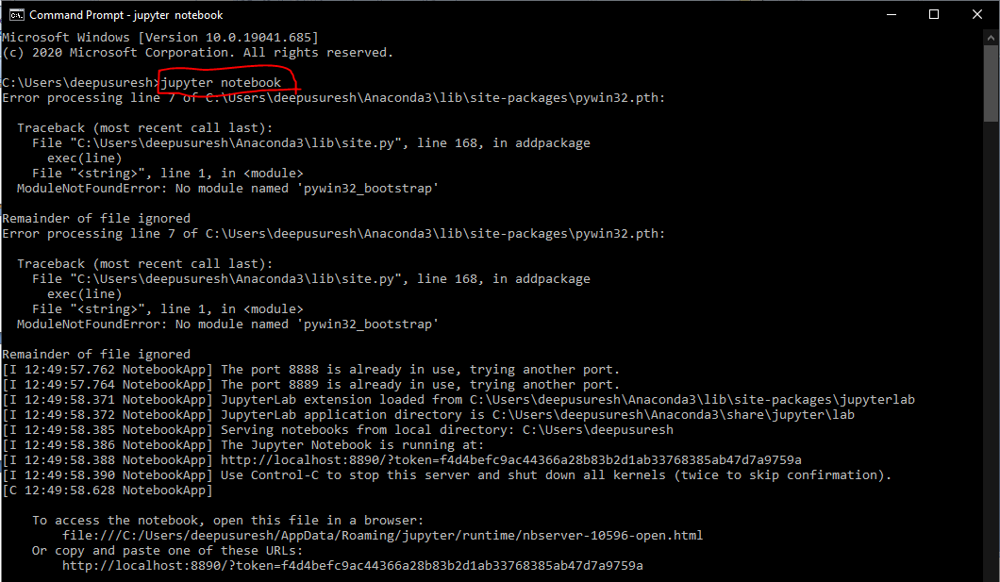 Command Prompt - jupyter  notebook
Microsoft Windows [Version 10.0.19041.685]
(c) 2020 Microsoft Corporation. All rights reserved.
C:\Users\deepusuresh>jupyter notebook
Error processing line 7 of C:\Users\deepusuresh\Anaconda3\lib\site-packages\pywin32.pth:
Traceback (most recent call last):
File "C:\Users\deepusuresh\Anaconda3\lib\site.py", line 168, in addpackage
exec(line)
File "<string>", line 1, in <module>
ModuleNotFoundError: No module named 'pywin32_bootstrap'
Remainder of file ignored
Error processing line 7 of C:\Users\deepusuresh\Anaconda3\lib\site-packages\pywin32.pth:
Traceback (most recent call last):
File "C:\Users\deepusuresh\Anaconda3\lib\site.py", line 168, in addpackage
exec(line)
File "<string>", line 1, in <module>
ModuleNotFoundError: No module named 'pywin32_bootstrap'
Remainder of file ignored
[I 12:49:57.762 NotebookApp] The port 8888 is already in use, trying another port.
[I 12:49:57.764 NotebookApp] The port 8889 is already in use, trying another port.
[I 12:49:58.371 NotebookApp] JupyterLab extension loaded from C:\Users\deepusuresh\Anaconda3\lib\site-packages\jupyterlab
[I 12:49:58.372 NotebookApp] JupyterLab application directory is C:\Users\deepusuresh\Anaconda3\share\jupyter\lab
[I 12:49:58.385 NotebookApp] Serving notebooks from local directory: C:\Users\deepusuresh
[I 12:49:58.386 NotebookApp] The Jupyter Notebook is running at:
[I 12:49:58.388 NotebookApp] http://localhost:8890/?token=f4d4befc9ac44366a28b83b2d1ab33768385ab47d7a9759a
[I 12:49:58.390 NotebookApp] Use Control-C to stop this server and shut down all kernels (twice to skip confirmation).
[C 12:49:58.628 NotebookApp]
To access the notebook, open this file in a browser:
file:///C:/Users/deepusuresh/AppData/Roaming/jupyter/runtime/nbserver-10596-open.html
Or copy and paste one of these URLs:
http://localhost:8890/?token=f4d4befc9ac44366a28b83b2d1ab33768385ab47d7a9759a